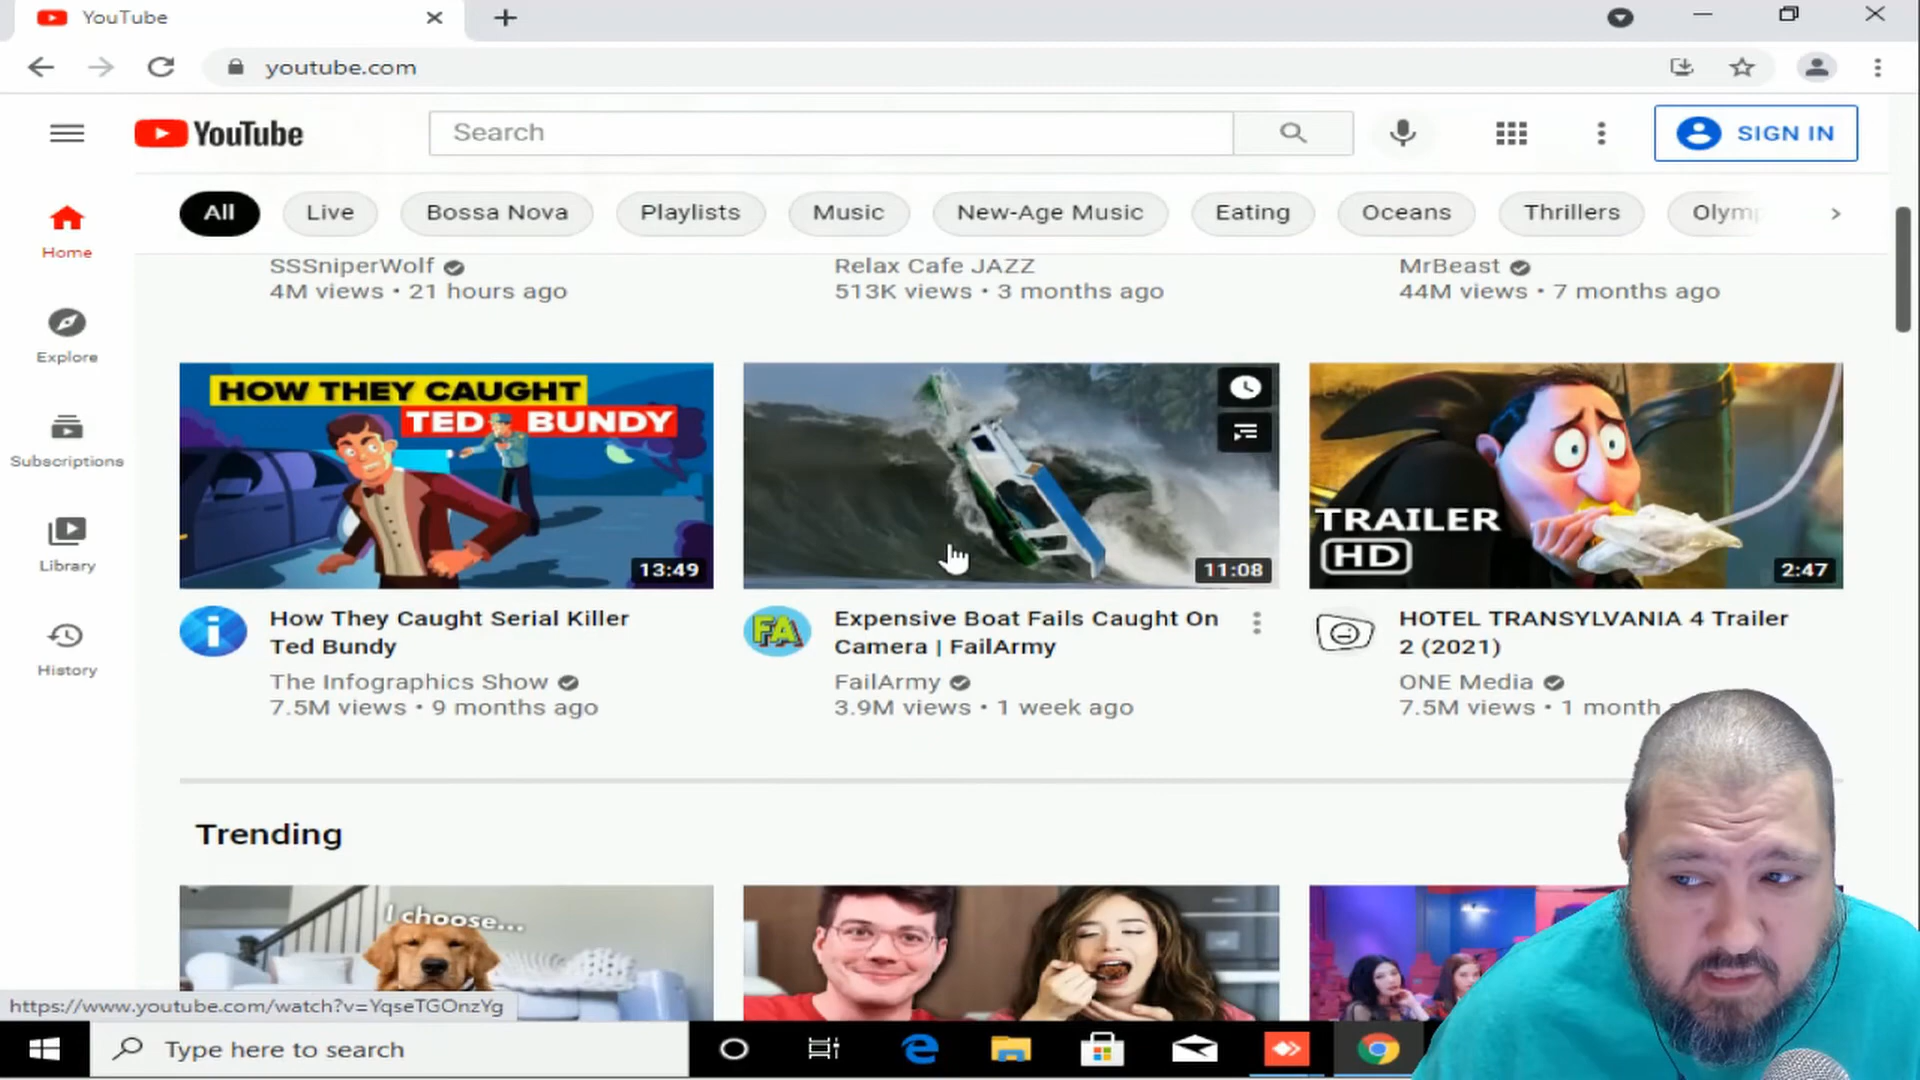 YouTube
youtube.com
YouTube
Search
SIGN IN
All
Live
Bossa Nova
Playlists
Music
New-Age Music
Eating
Oceans
Thrillers
Olymp
Home
Explore
Subscriptions
Library
History
SSSniperWolf
4M views • 21 hours ago
Relax Cafe JAZZ
513K views • 3 months ago
MrBeast
44M views • 7 months ago
HOW THEY CAUGHT
TED BUNDY
13:49
How They Caught Serial Killer
Ted Bundy
The Infographics Show
7.5M views • 9 months ago
11:08
FA
Expensive Boat Fails Caught On
Camera | FailArmy
FailArmy
3.9M views • 1 week ago
TRAILER
HD
2:47
HOTEL TRANSYLVANIA 4 Trailer
2 (2021)
ONE Media
7.5M views • 1 month
Trending
I choose...
https://www.youtube.com/watch?v=YqseTGOnzYg
Type here to search